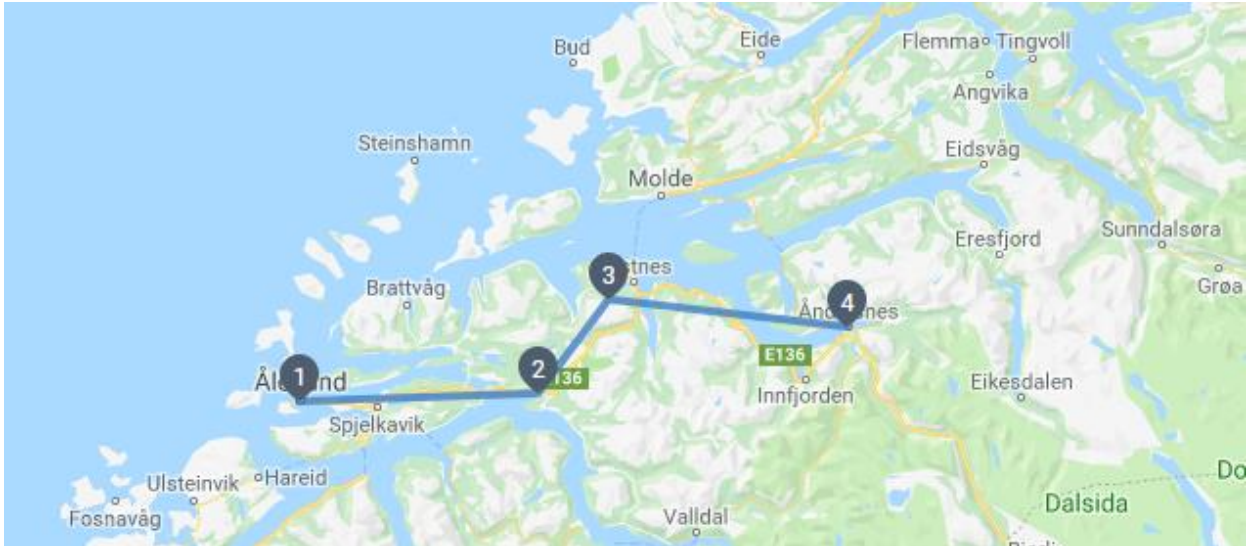 Bud
Eide
Flemma
Tingvoll
Angvika
Steinshamn
Eidsvåg
Molde
Sunndalsøra
Eresfjord
3
Brattvåg
Grøa
4
E136
2
1
Innfjorden
Eikesdalen
Spjelkavik
Ulsteinvik
Hareid
Fosnavåg
Valldal
Dalsida